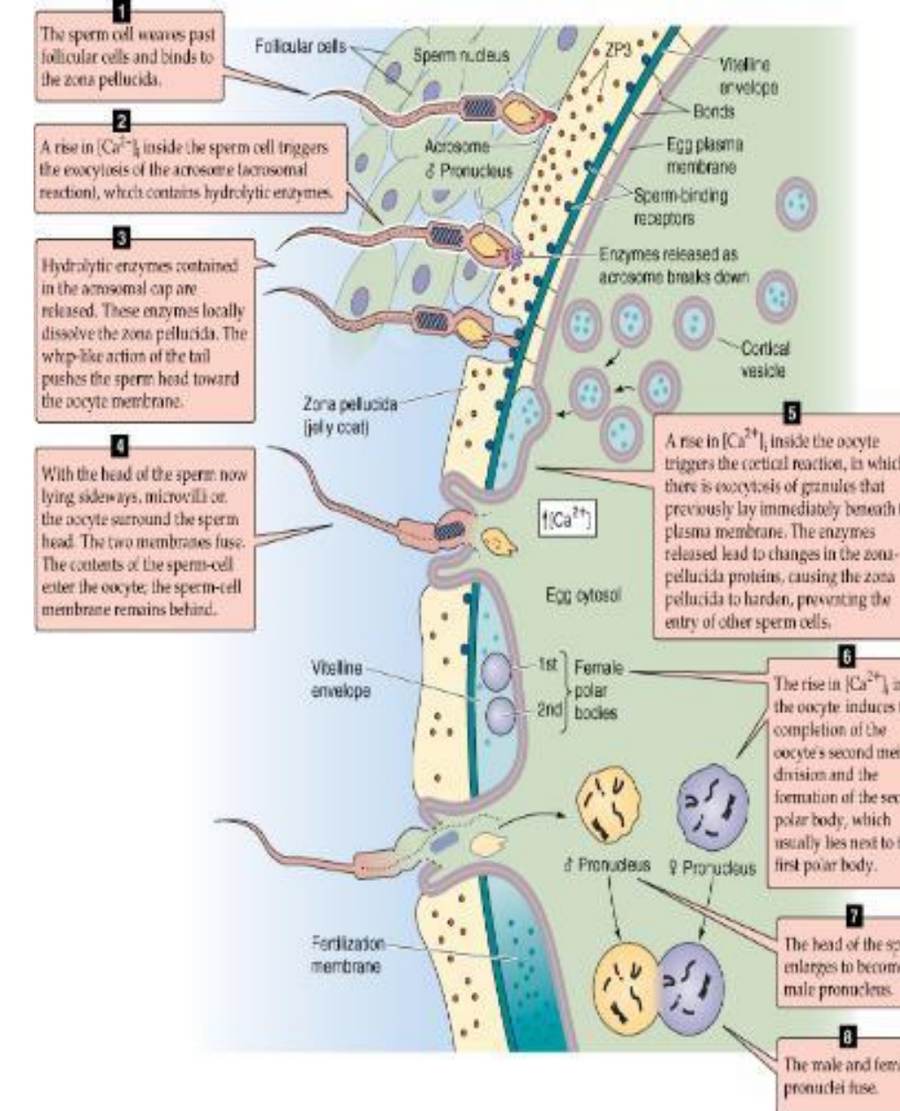 1
The sperm cell weaves past
follicular cells and binds to
the zona pellucida.
2
A rise in [Ca²⁺]i inside the sperm cell triggers
the exocytosis of the acrosome (acrosomal
reaction), which contains hydrolytic enzymes.
3
Hydrolytic enzymes contained
in the acrosomal cap are
released. These enzymes locally
dissolve the zona pellucida. The
whip-like action of the tail
pushes the sperm head toward
the oocyte membrane.
4
With the head of the sperm now
lying sideways, microvilli on
the oocyte surround the sperm
head. The two membranes fuse.
The contents of the sperm-cell
enter the oocyte; the sperm-cell
membrane remains behind.
Follicular cells
Sperm nucleus
ZP3
Vitelline
envelope
Bonds
Acrosome
♂ Pronucleus
Egg plasma
membrane
Sperm-binding
receptors
Enzymes released as
acrosome breaks down
Cortical
vesicle
Zona pellucida
(jelly coat)
5
A rise in [Ca²⁺]i inside the oocyte
triggers the cortical reaction, in which
there is exocytosis of granules that
previously lay immediately beneath
plasma membrane. The enzymes
released lead to changes in the zona-
pellucida proteins, causing the zona
pellucida to harden, preventing the
entry of other sperm cells.
↑[Ca²⁺]
Egg cytosol
Vitelline
envelope
1st
2nd
Female
polar
bodies
6
The rise in [Ca²⁺]i
the oocyte induces
completion of the
oocyte's second
division and the
formation of the
polar body, which
usually lies next to
first polar body.
♂ Pronucleus
♀ Pronucleus
Fertilization
membrane
7
The head of the
enlarges to
male pronucleus.
8
The male and
pronuclei fuse.